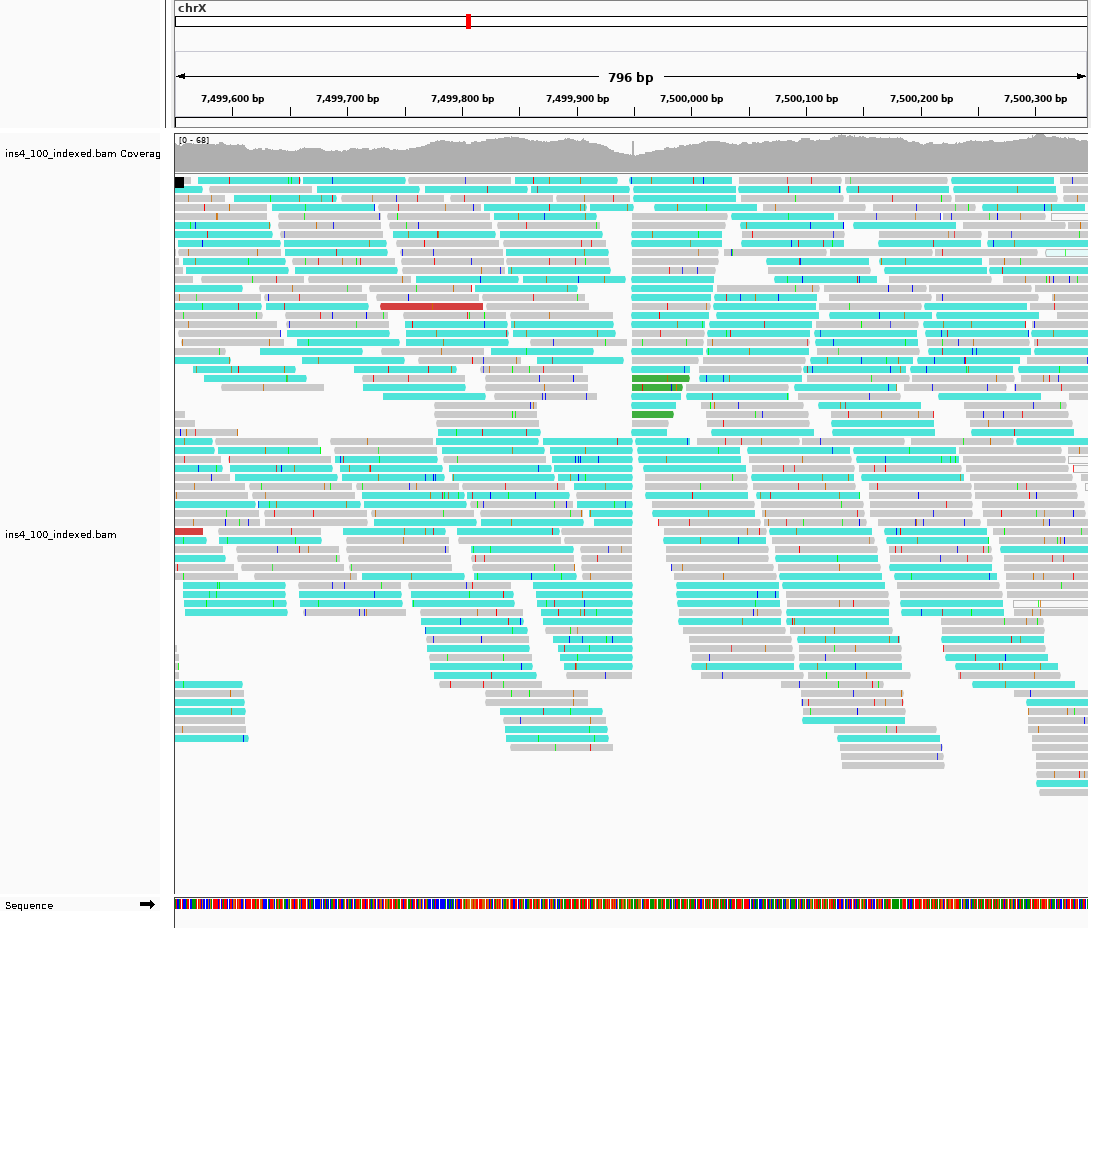 chrX
796 bp
7,499,600 bp 7,499,700 bp 7,499,800 bp 7,499,900 bp 7,500,000 bp 7,500,100 bp 7,500,200 bp 7,500,300 bp
[0 - 68]
ins4_100_indexed.bam Coverag
ins4_100_indexed.bam
Sequence